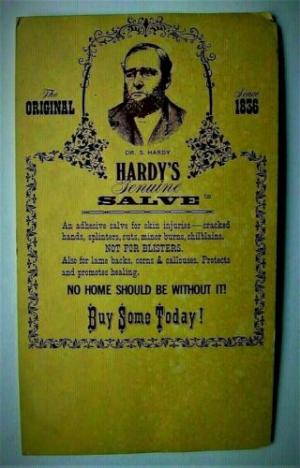 The ORIGINAL Since 1836
DR. S. HARDY
HARDY'S
Genuine
SALVE TM
An adhesive salve for skin injuries — cracked
hands, splinters, cuts, minor burns, chilblains.
NOT FOR BLISTERS.
Also for lame backs, corns & callouses. Protects
and promotes healing.
NO HOME SHOULD BE WITHOUT IT!
Buy Some Today!